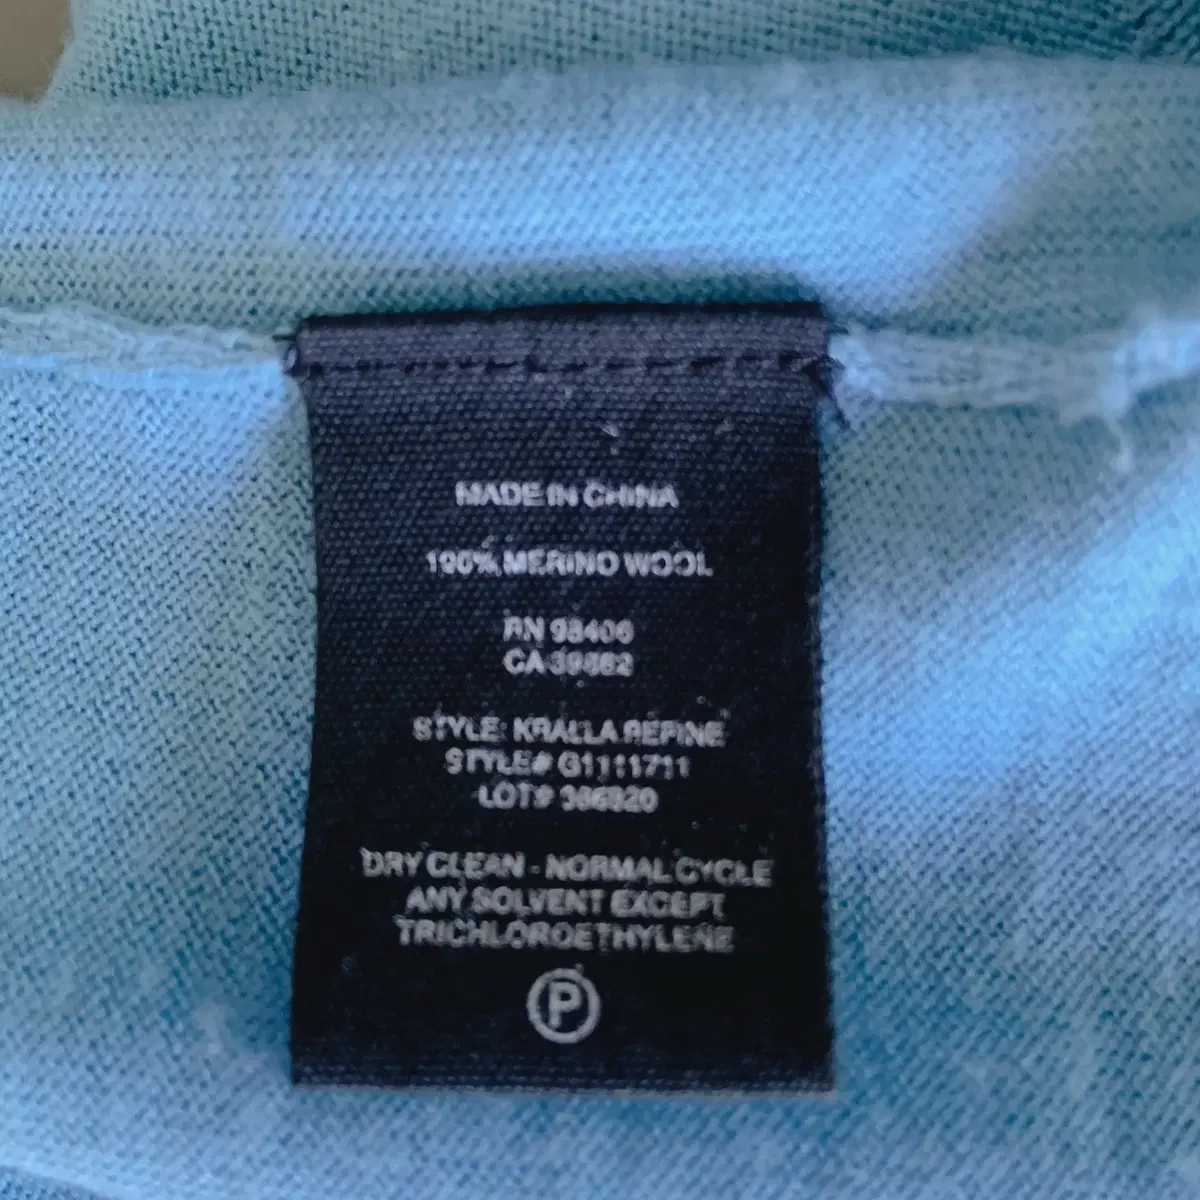 MADE IN CHINA
100% MERINO WOOL
RN 98406
CA 39882
STYLE: KRALLA REFINE
STYLE# G1111711
LOT# 386820
DRY CLEAN - NORMAL CYCLE
ANY SOLVENT EXCEPT
TRICHLOROETHYLENE
P